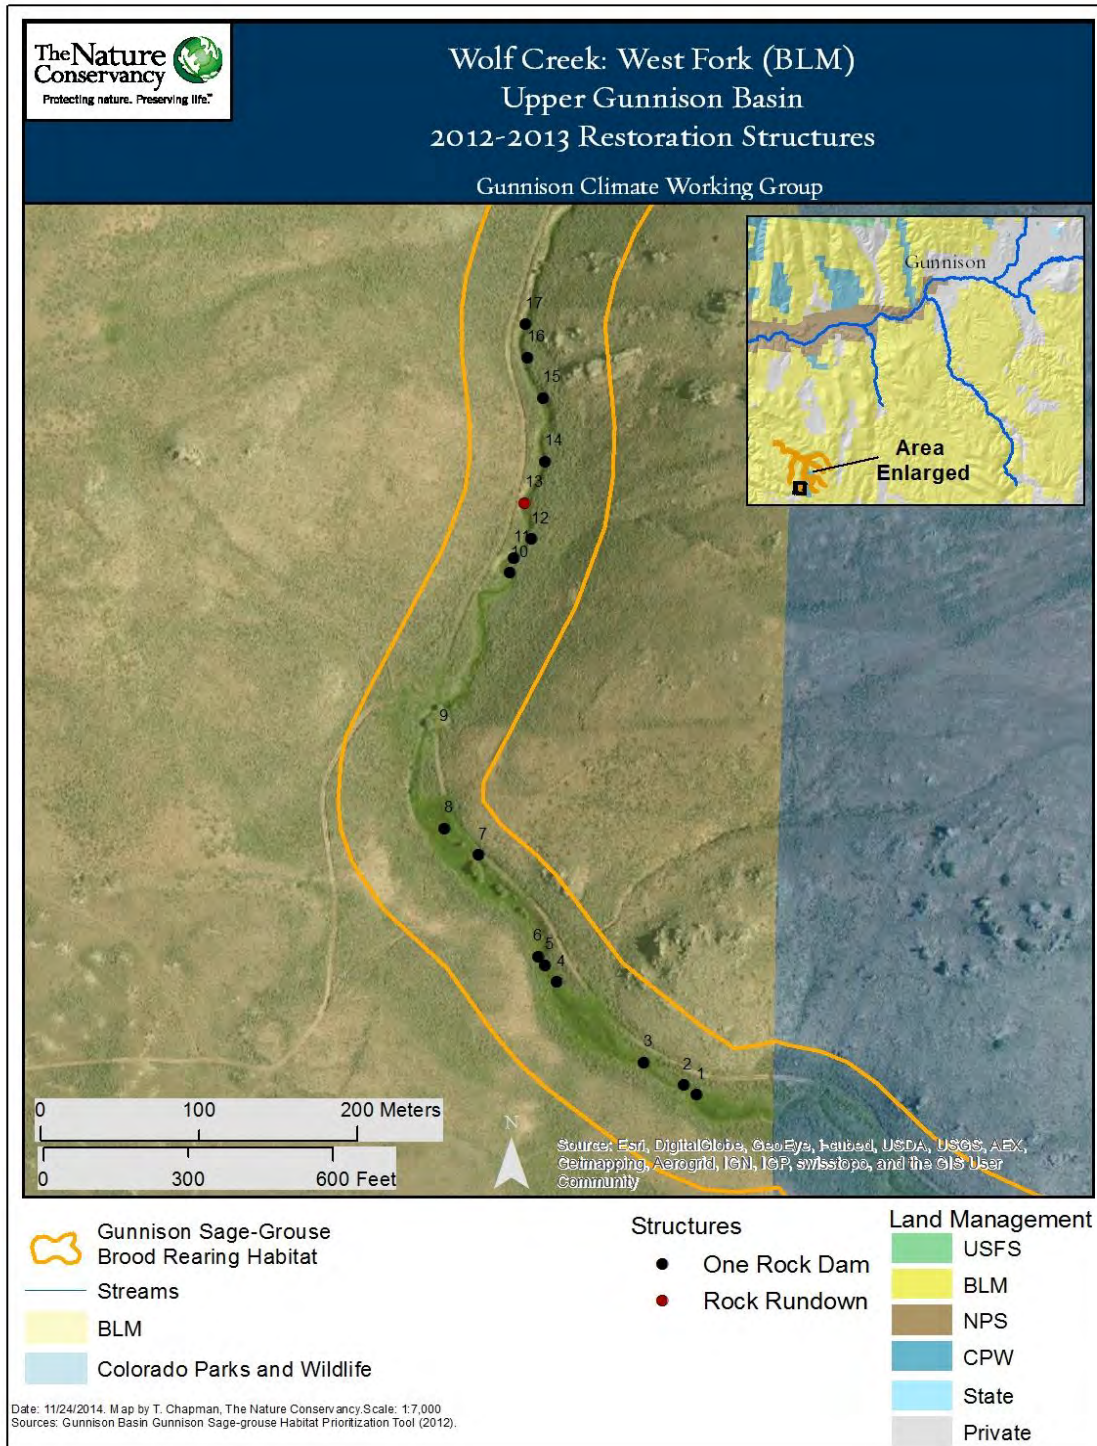 The Nature
Conservancy
Protecting nature. Preserving life.™
Wolf Creek: West Fork (BLM)
Upper Gunnison Basin
2012-2013 Restoration Structures
Gunnison Climate Working Group
Gunnison
Area
Enlarged
17
16
15
14
13
12
11
10
9
8
7
6
5
4
3
2
1
0 100 200 Meters
0 300 600 Feet
N
Source: Esri, DigitalGlobe, GeoEye, i-cubed, USDA, USGS, AEX,
Getmapping, Aerogrid, IGN, IGP, swisstopo, and the GIS User
Community
Gunnison Sage-Grouse
Brood Rearing Habitat
Streams
BLM
Colorado Parks and Wildlife
Structures
One Rock Dam
Rock Rundown
Land Management
USFS
BLM
NPS
CPW
State
Private
Date: 11/24/2014. Map by T. Chapman, The Nature Conservancy.Scale: 1:7,000
Sources: Gunnison Basin Gunnison Sage-grouse Habitat Prioritization Tool (2012).